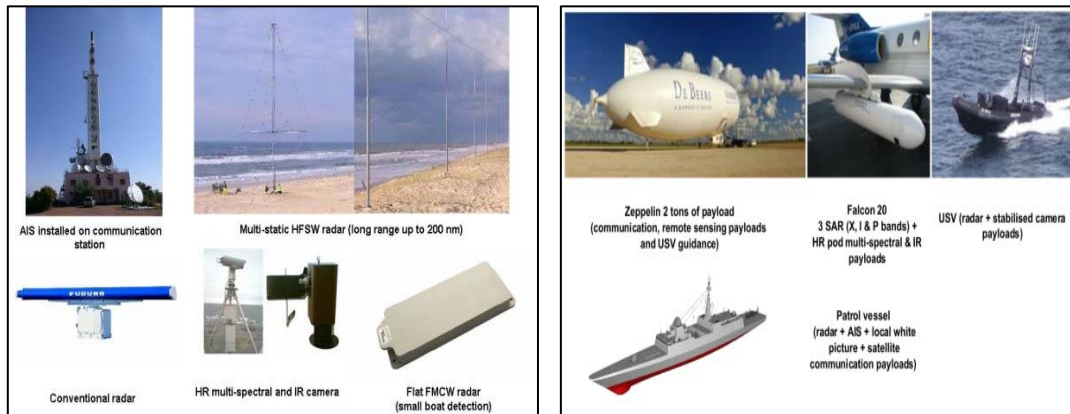 AIS installed on communication
station
Multi-static HFSW radar (long range up to 200 nm)
FURUNO
Conventional radar
HR multi-spectral and IR camera
Flat FMCW radar
(small boat detection)
DE BEERS
Zeppelin 2 tons of payload
(communication, remote sensing payloads
and USV guidance)
Falcon 20
3 SAR (X, l & P bands) +
HR pod multi-spectral & IR
payloads
USV (radar + stabilised camera
payloads)
Patrol vessel
(radar + AIS + local white
picture + satellite
communication payloads)